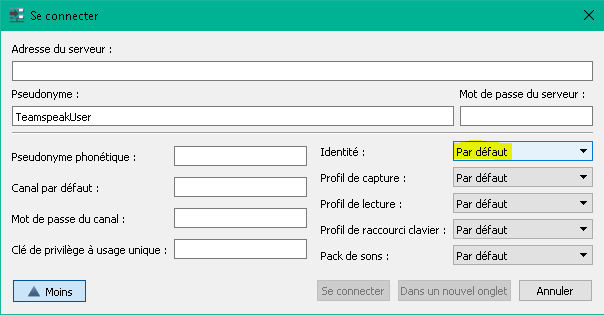 Se connecter
Adresse du serveur :
Pseudonyme :
Mot de passe du serveur :
TeamspeakUser
Pseudonyme phonétique :
Canal par défaut :
Mot de passe du canal :
Clé de privilège à usage unique :
Identité :
Par défaut
Profil de capture :
Par défaut
Profil de lecture :
Par défaut
Profil de raccourci clavier :
Par défaut
Pack de sons :
Par défaut
Moins
Se connecter
Dans un nouvel onglet
Annuler